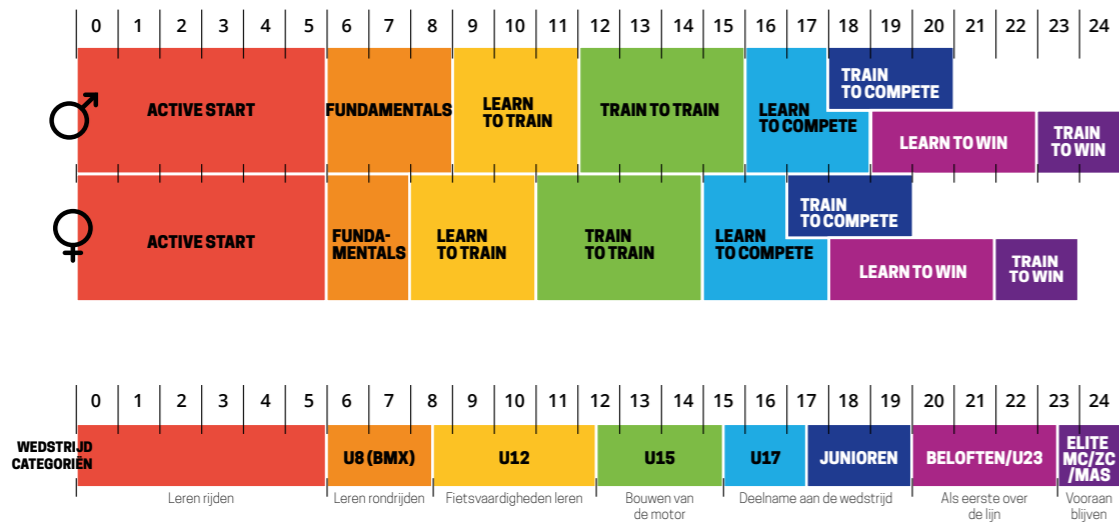 0 1 2 3 4 5 6 7 8 9 10 11 12 13 14 15 16 17 18 19 20 21 22 23 24
ACTIVE START
FUNDAMENTALS
LEARN
TO TRAIN
TRAIN TO TRAIN
LEARN
TO COMPETE
TRAIN
TO COMPETE
LEARN TO WIN
TRAIN
TO WIN
ACTIVE START
FUNDA-
MENTALS
LEARN
TO TRAIN
TRAIN
TO TRAIN
LEARN
TO COMPETE
TRAIN
TO COMPETE
LEARN TO WIN
TRAIN
TO WIN
0 1 2 3 4 5 6 7 8 9 10 11 12 13 14 15 16 17 18 19 20 21 22 23 24
WEDSTRIJD
CATEGORIËN
U8 (BMX)
U12
U15
U17
JUNIOREN
BELOFTEN/U23
ELITE
MC/ZC
/MAS
Leren rijden
Leren rondrijden
Fietsvaardigheden leren
Bouwen van
de motor
Deelname aan de wedstrijd
Als eerste over
de lijn
Vooraan
blijven